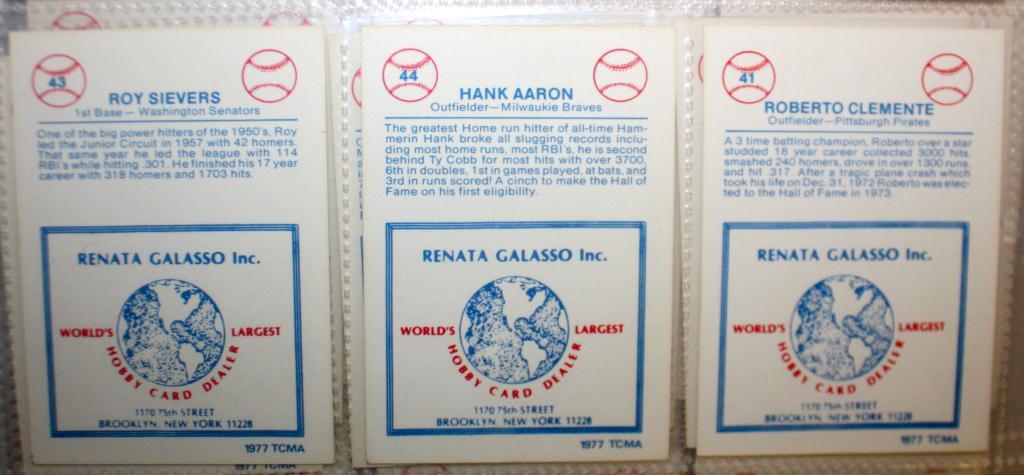 43
ROY SIEVERS
1st Base — Washington Senators
One of the big power hitters of the 1950's, Roy
led the Junior Circuit in 1957 with 42 homers.
That same year he led the league with 114
RBI's while hitting .301. He finished his 17 year
career with 318 homers and 1703 hits.
RENATA GALASSO Inc.
WORLD'S LARGEST
HOBBY CARD DEALER
1170 75th STREET
BROOKLYN, NEW YORK 11228
1977 TCMA
1977 TCMA
44
HANK AARON
Outfielder—Milwaukie Braves
The greatest Home run hitter of all-time Ham-
merin Hank broke all slugging records includ-
ing most home runs, most RBI's, he is second
behind Ty Cobb for most hits with over 3700,
6th in doubles, 1st in games played, at bats, and
3rd in runs scored! A cinch to make the Hall of
Fame on his first eligibility.
RENATA GALASSO Inc.
WORLD'S LARGEST
HOBBY CARD DEALER
1170 75th STREET
BROOKLYN, NEW YORK 11228
1977 TCMA
41
ROBERTO CLEMENTE
Outfielder—Pittsburgh Pirates
A 3 time batting champion, Roberto over a star
studded 18 year career collected 3000 hits,
smashed 240 homers, drove in over 1300 runs,
and hit .317. After a tragic plane crash which
took his life on Dec. 31, 1972 Roberto was elec-
ted to the Hall of Fame in 1973.
RENATA GALASSO Inc.
WORLD'S LARGEST
HOBBY CARD DEALER
1170 75th STREET
BROOKLYN, NEW YORK 11228
1977 TCMA